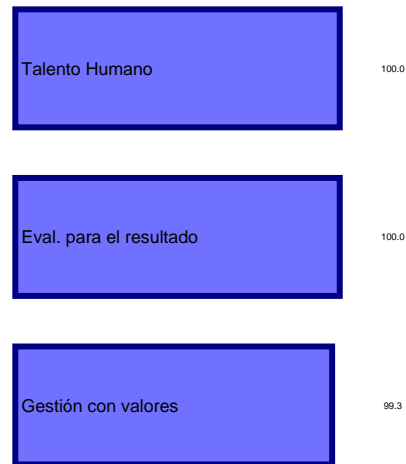 Talento Humano 100.0
Eval. para el resultado 100.0
Gestión con valores 99.3